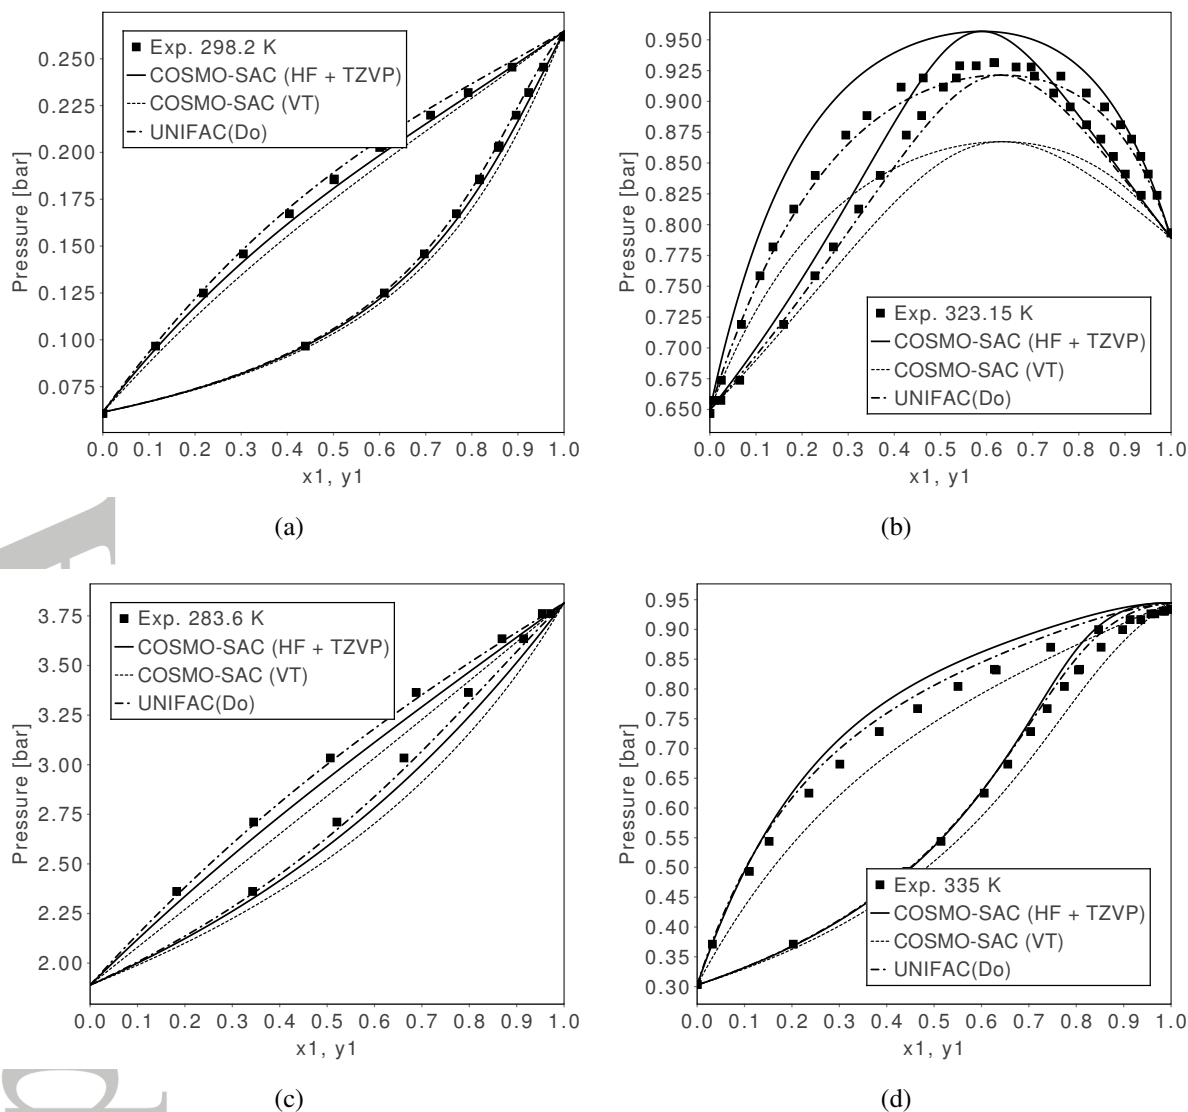 0.250
0.225
0.200
0.175
0.150
0.125
0.100
0.075
Pressure [bar]
Exp. 298.2 K
COSMO-SAC (HF + TZVP)
COSMO-SAC (VT)
UNIFAC(Do)
0.0 0.1 0.2 0.3 0.4 0.5 0.6 0.7 0.8 0.9 1.0
x1, y1
(a)
0.950
0.925
0.900
0.875
0.850
0.825
0.800
0.775
0.750
0.725
0.700
0.675
0.650
Pressure [bar]
Exp. 323.15 K
COSMO-SAC (HF + TZVP)
COSMO-SAC (VT)
UNIFAC(Do)
0.0 0.1 0.2 0.3 0.4 0.5 0.6 0.7 0.8 0.9 1.0
x1, y1
(b)
3.75
3.50
3.25
3.00
2.75
2.50
2.25
2.00
Pressure [bar]
Exp. 283.6 K
COSMO-SAC (HF + TZVP)
COSMO-SAC (VT)
UNIFAC(Do)
0.0 0.1 0.2 0.3 0.4 0.5 0.6 0.7 0.8 0.9 1.0
x1, y1
(c)
0.95
0.90
0.85
0.80
0.75
0.70
0.65
0.60
0.55
0.50
0.45
0.40
0.35
0.30
Pressure [bar]
Exp. 335 K
COSMO-SAC (HF + TZVP)
COSMO-SAC (VT)
UNIFAC(Do)
0.0 0.1 0.2 0.3 0.4 0.5 0.6 0.7 0.8 0.9 1.0
x1, y1
(d)